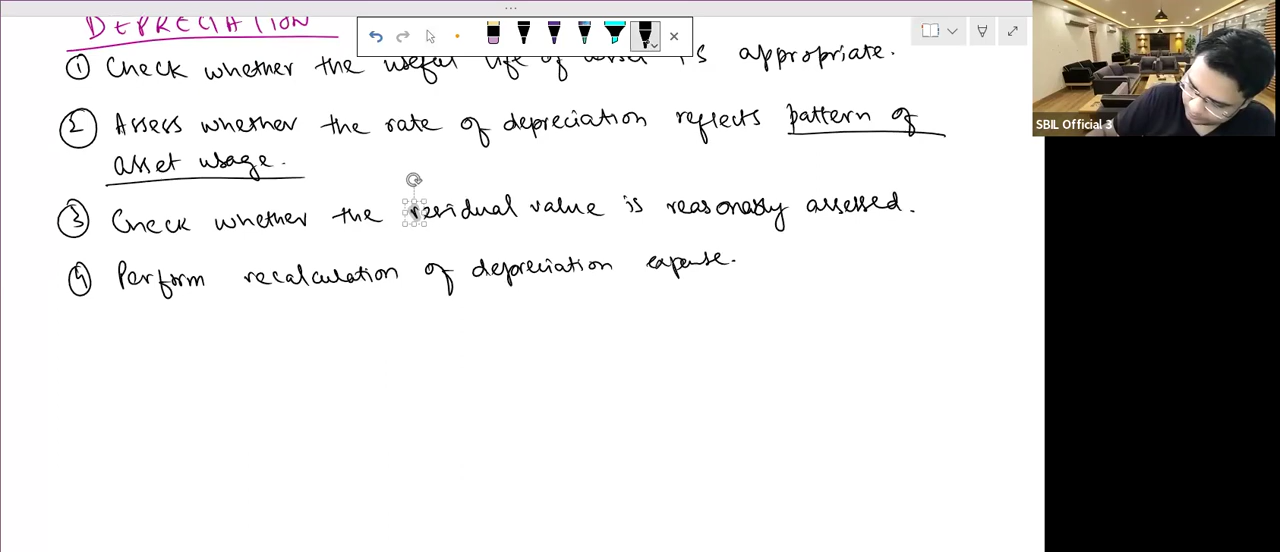 DEPRECIATION
① Check whether the useful life of asset is appropriate.
② Assess whether the rate of depreciation reflects pattern of
asset usage.
③ Check whether the residual value is reasonably assessed.
④ Perform recalculation of depreciation expense.
SBIL Official 3